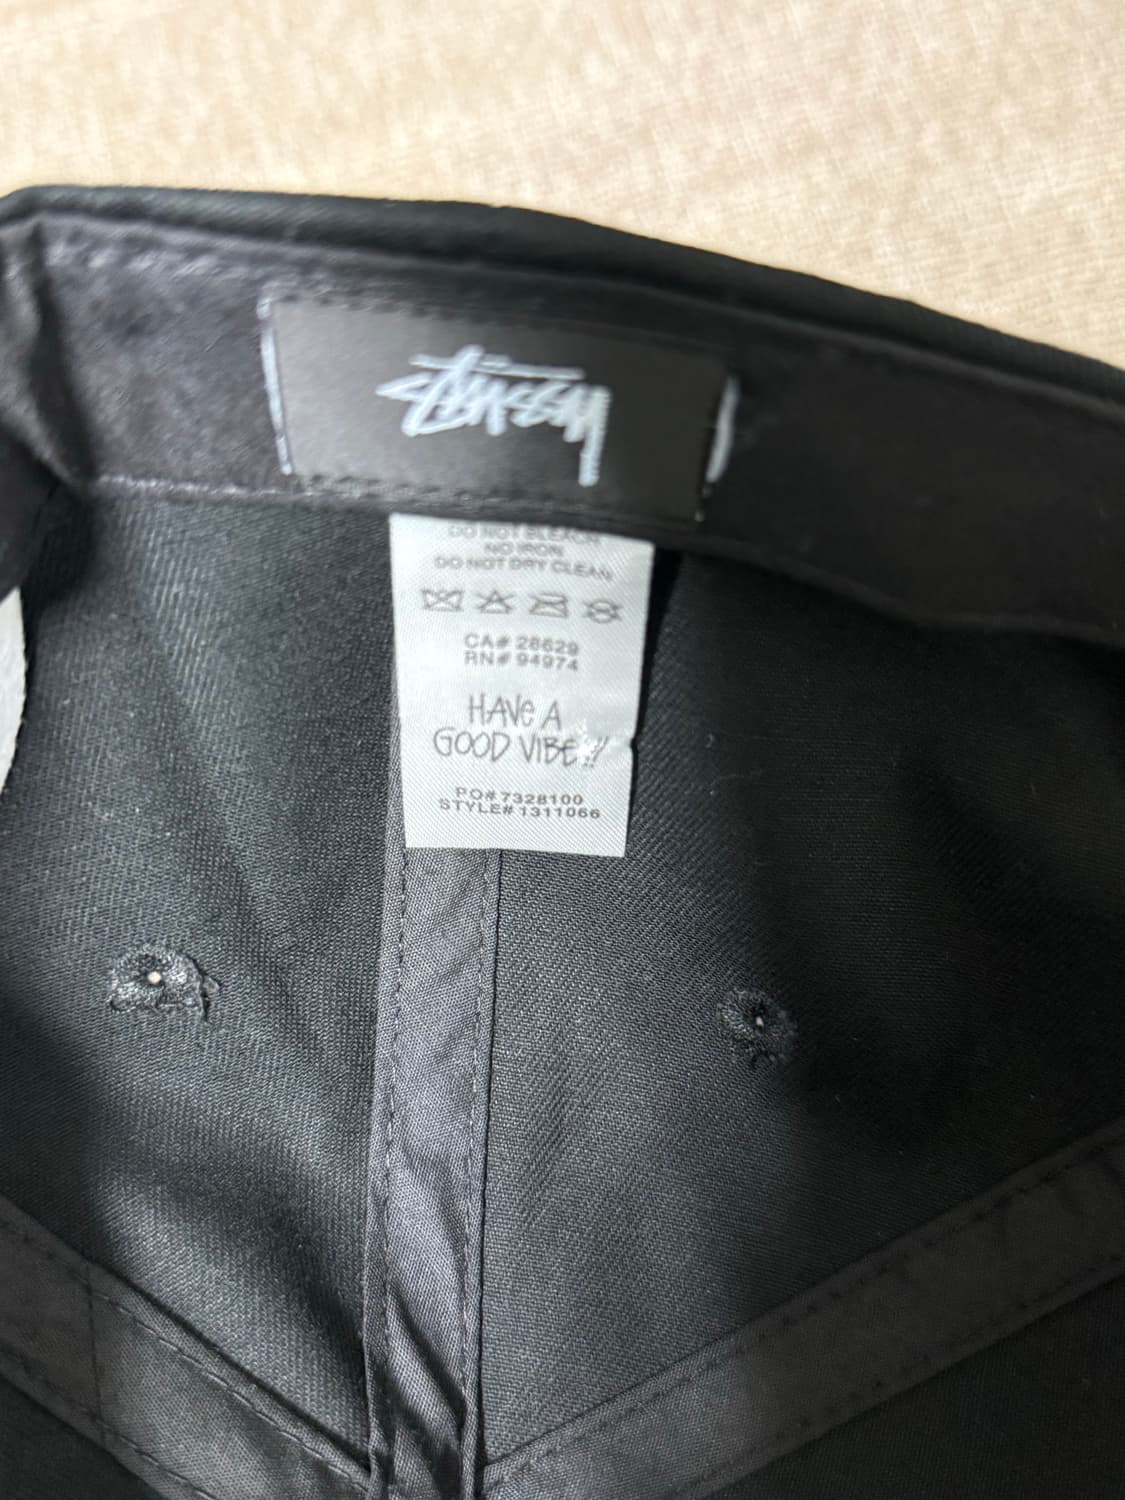 STÜSSY
DO NOT BLEACH
NO IRON
DO NOT DRY CLEAN
CA# 28629
RN# 94974
HAVE A
GOOD VIBE!!
PO# 7328100
STYLE# 1311066